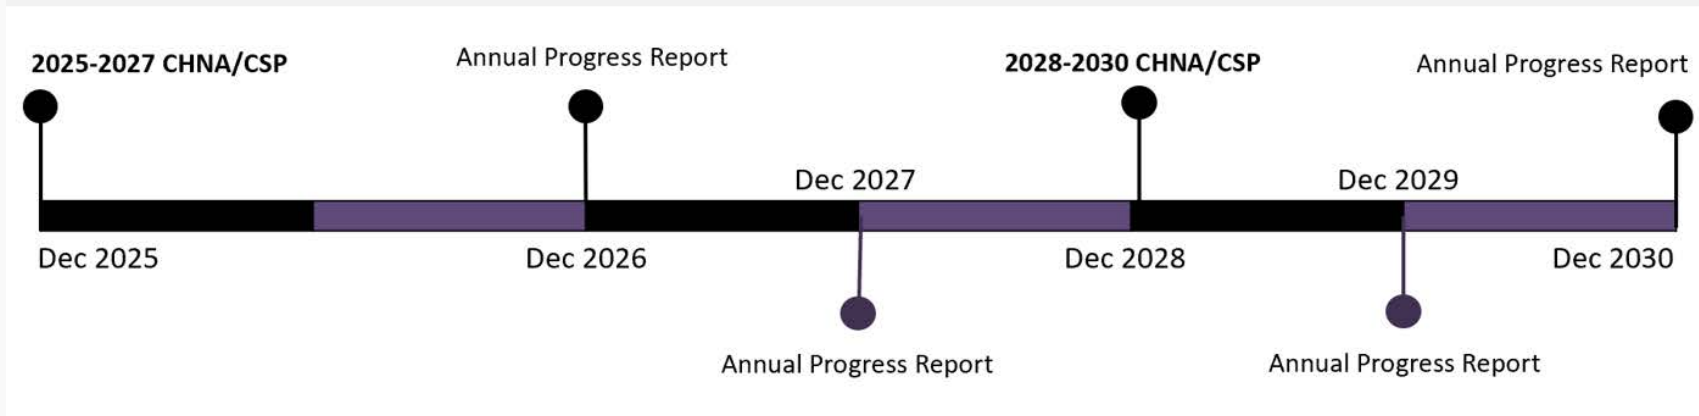 2025-2027 CHNA/CSP
Annual Progress Report
2028-2030 CHNA/CSP
Annual Progress Report
Dec 2027
Dec 2029
Dec 2025
Dec 2026
Dec 2028
Dec 2030
Annual Progress Report
Annual Progress Report